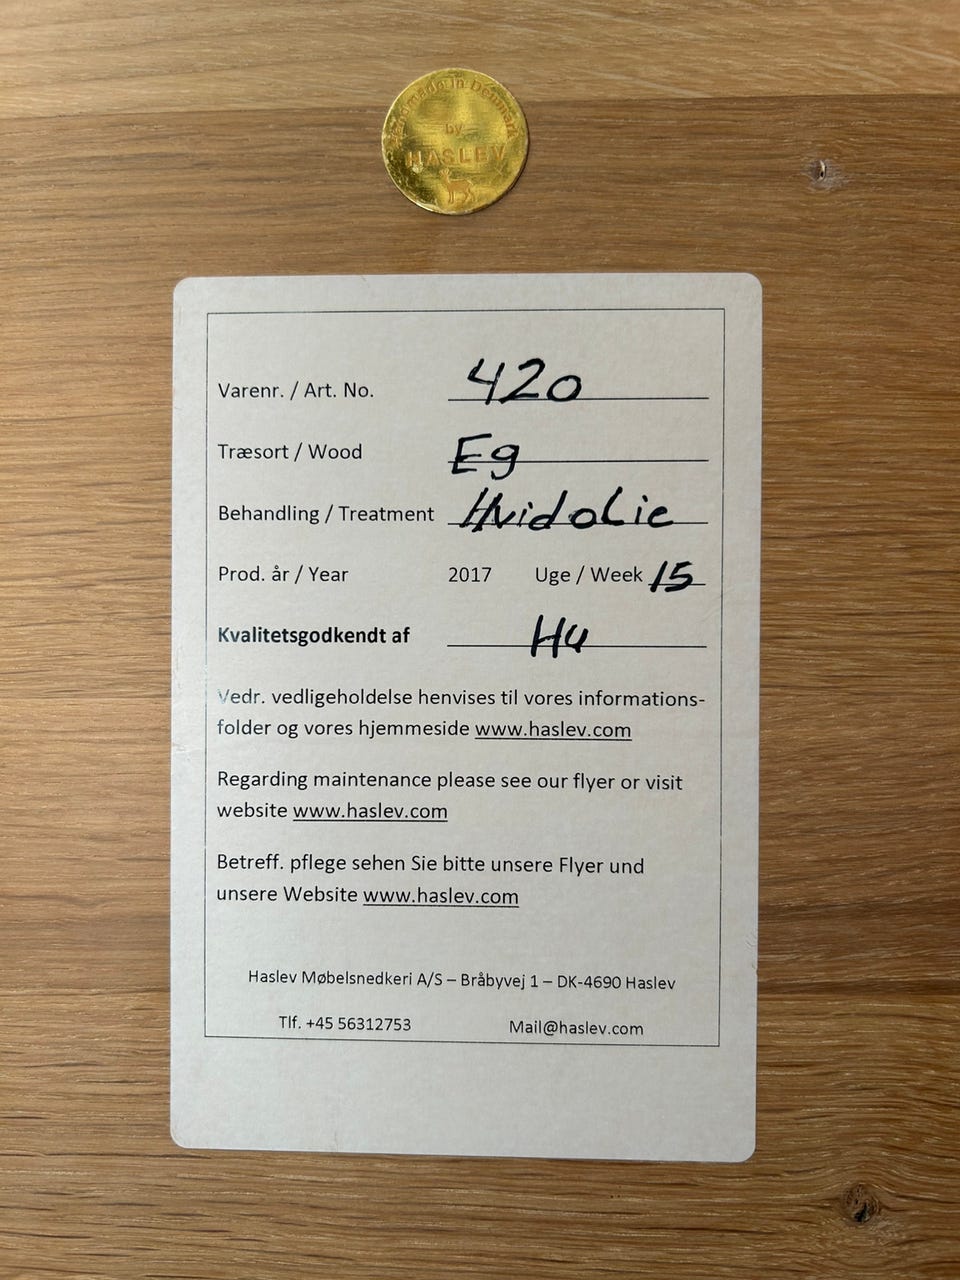 Handmade in Denmark
by
HASLEV
Varenr. / Art. No. 420
Træsort / Wood Eg
Behandling / Treatment Hvidolie
Prod. år / Year 2017 Uge / Week 15
Kvalitetsgodkendt af Hu
Vedr. vedligeholdelse henvises til vores informations-
folder og vores hjemmeside www.haslev.com
Regarding maintenance please see our flyer or visit
website www.haslev.com
Betreff. pflege sehen Sie bitte unsere Flyer und
unsere Website www.haslev.com
Haslev Møbelsnedkeri A/S – Bråbyvej 1 – DK-4690 Haslev
Tlf. +45 56312753 Mail@haslev.com